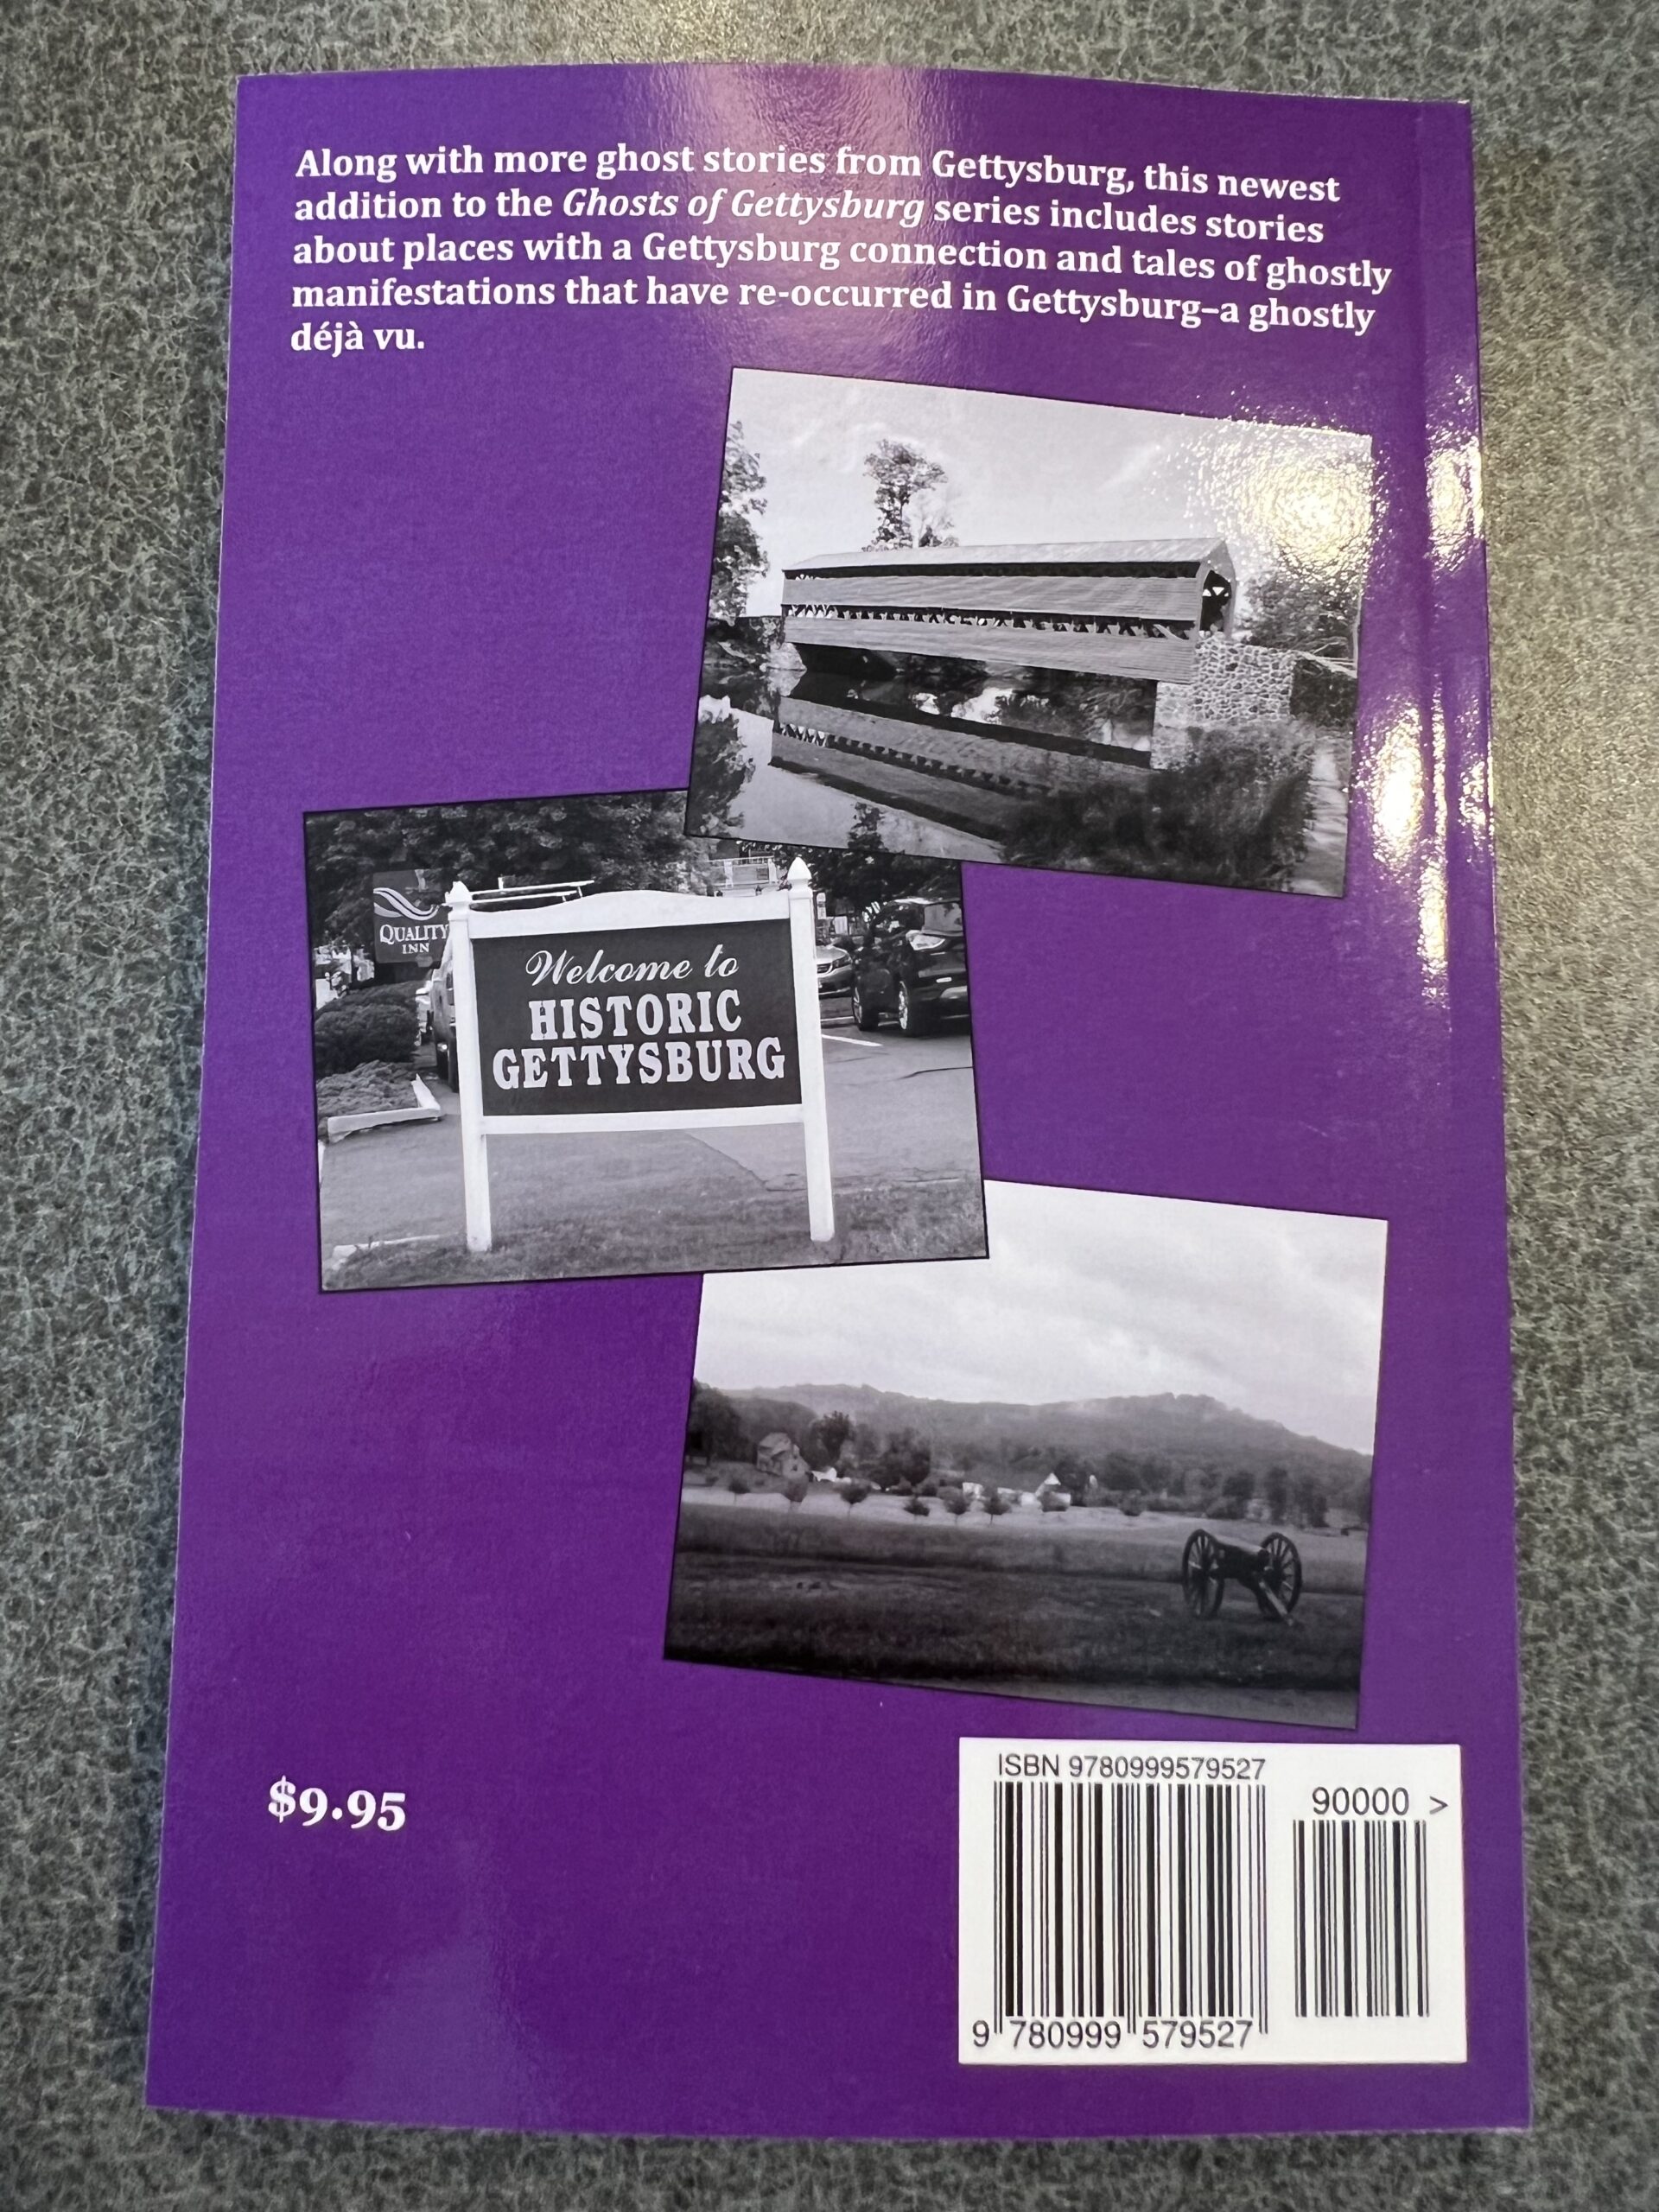 Along with more ghost stories from Gettysburg, this newest
addition to the Ghosts of Gettysburg series includes stories
about places with a Gettysburg connection and tales of ghostly
manifestations that have re-occurred in Gettysburg–a ghostly
déjà vu.
QUALITY
INN
Welcome to
HISTORIC
GETTYSBURG
$9.95
ISBN 9780999579527
90000 >
9 780999 579527